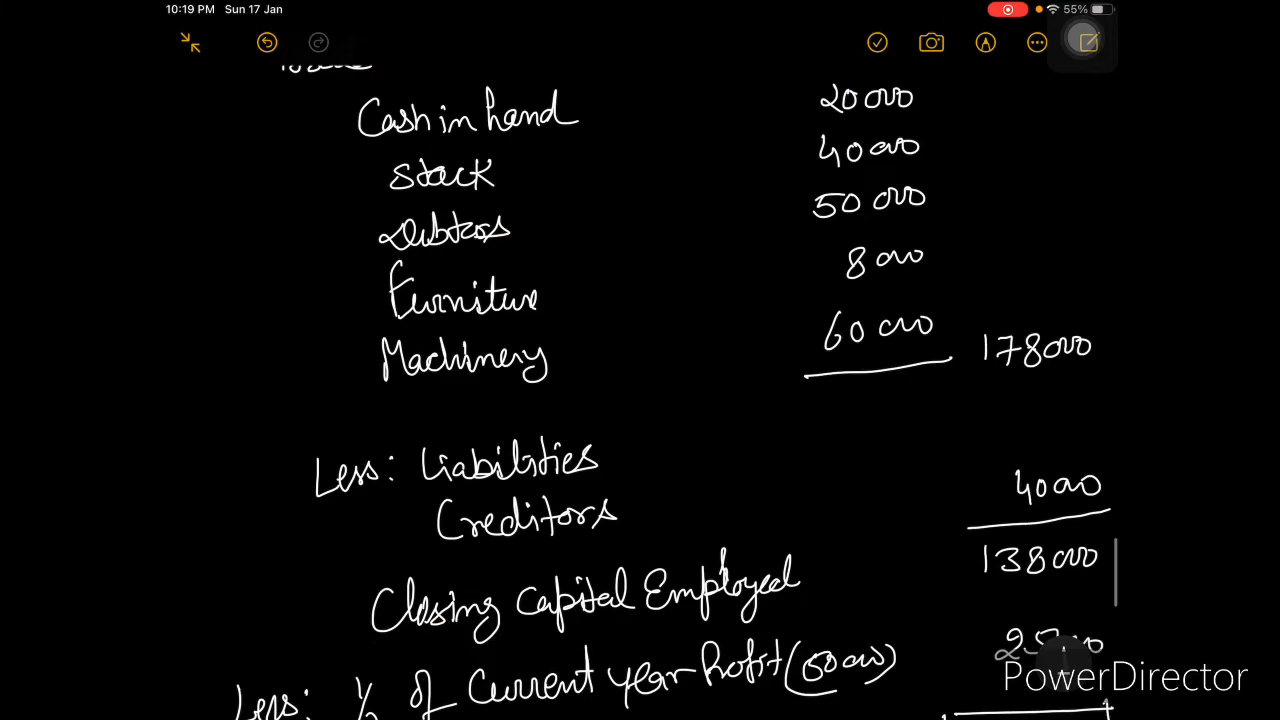 10:19 PM Sun 17 Jan 55%
Cash in hand 20000
Stock 40000
Debtors 50000
Furniture 8000
Machinery 60000 178000
Less: Liabilities
Creditors 40000
138000
Closing Capital Employed
Less: ½ of Current year Profit (50000)
PowerDirector